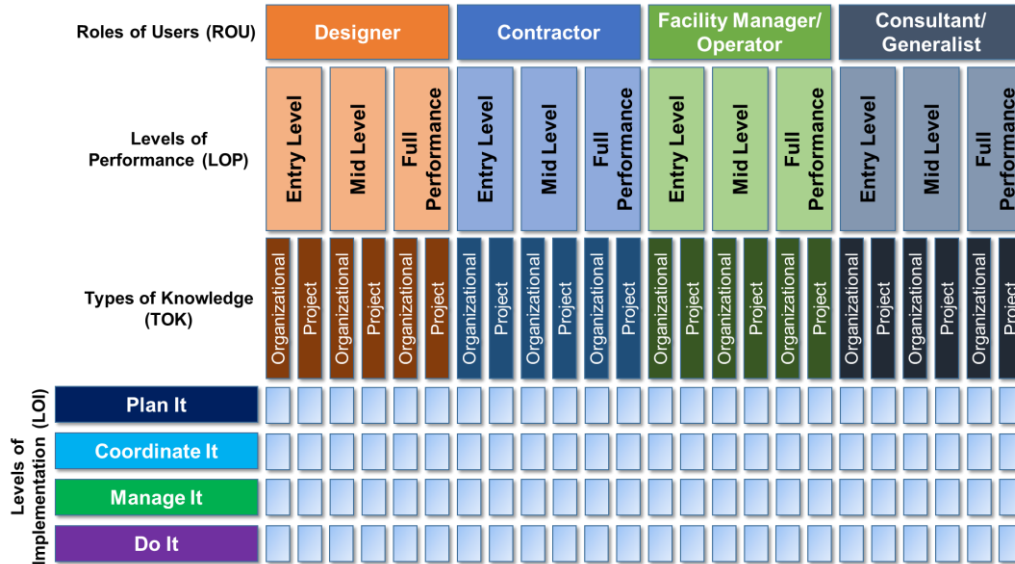 Roles of Users (ROU)
Designer
Contractor
Facility Manager/
Operator
Consultant/
Generalist
Levels of
Performance (LOP)
Entry Level
Mid Level
Full
Performance
Entry Level
Mid Level
Full
Performance
Entry Level
Mid Level
Full
Performance
Entry Level
Mid Level
Full
Performance
Types of Knowledge
(TOK)
Organizational
Project
Organizational
Project
Organizational
Project
Organizational
Project
Organizational
Project
Organizational
Project
Organizational
Project
Organizational
Project
Organizational
Project
Organizational
Project
Organizational
Project
Organizational
Project
Levels of
Implementation (LOI)
Plan It
Coordinate It
Manage It
Do It